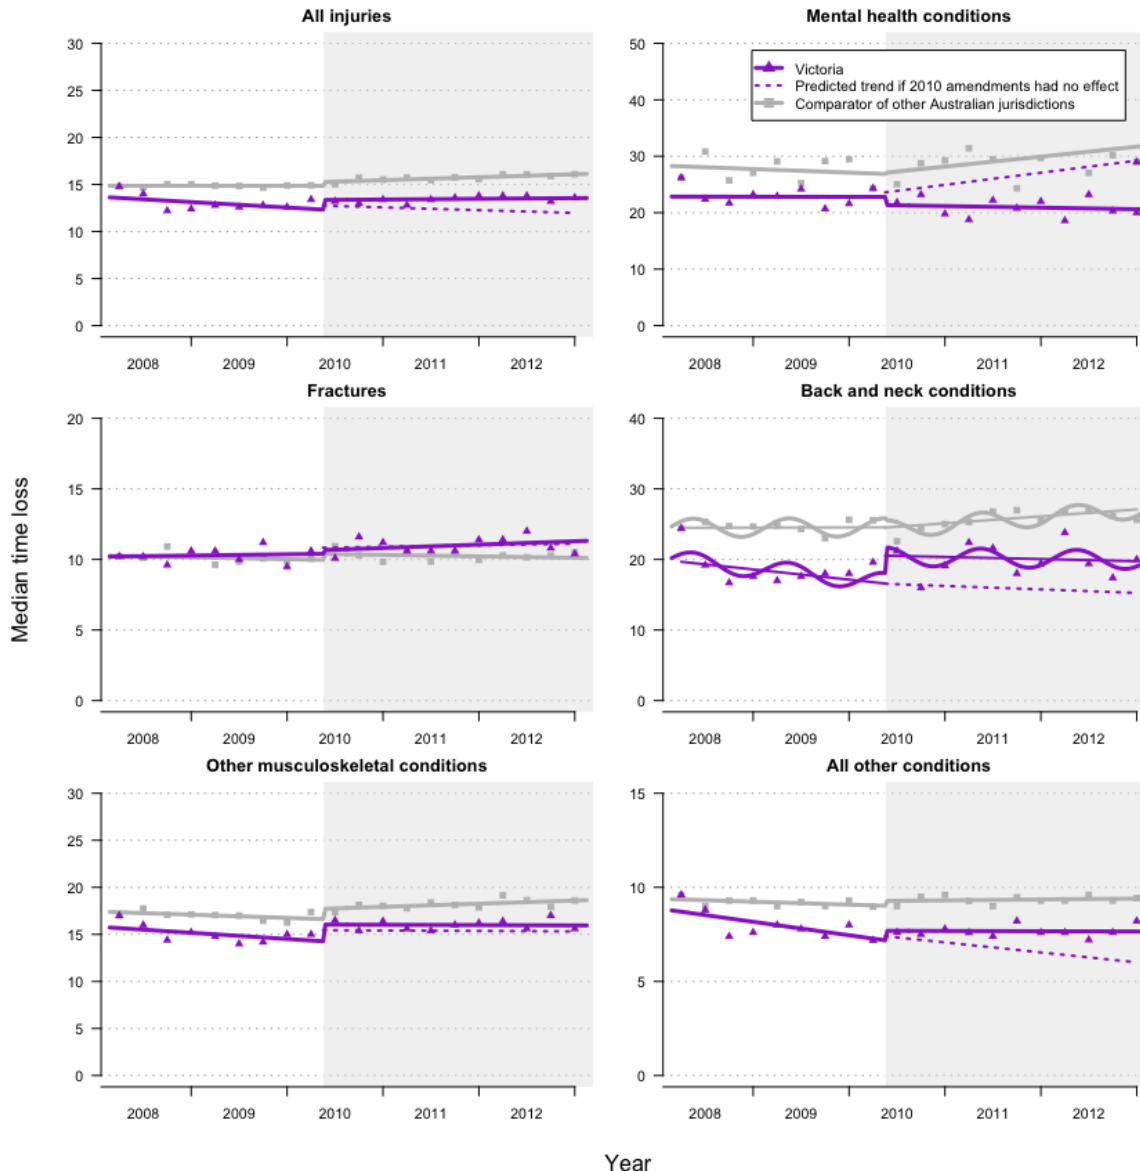 All injuries
30
25
20
15
10
5
0
2008 2009 2010 2011 2012
Mental health conditions
50
40
30
20
10
0
Victoria
Predicted trend if 2010 amendments had no effect
Comparator of other Australian jurisdictions
2008 2009 2010 2011 2012
Fractures
20
15
10
5
0
2008 2009 2010 2011 2012
Back and neck conditions
40
30
20
10
0
2008 2009 2010 2011 2012
Median time loss
Other musculoskeletal conditions
30
25
20
15
10
5
0
2008 2009 2010 2011 2012
All other conditions
15
10
5
0
2008 2009 2010 2011 2012
Year